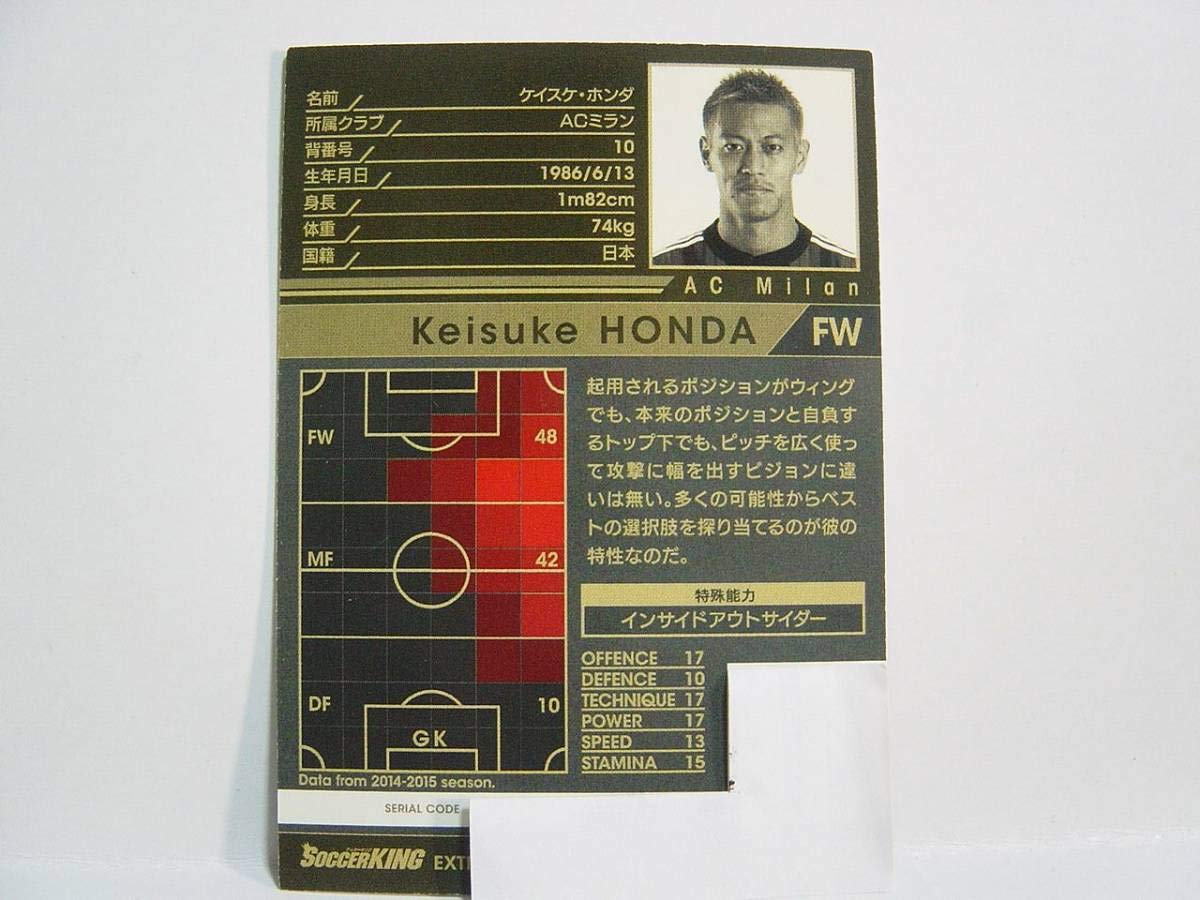 名前 ケイスケ・ホンダ
所属クラブ ACミラン
背番号 10
生年月日 1986/6/13
身長 1m82cm
体重 74kg
国籍 日本
AC Milan
Keisuke HONDA FW
FW 48
MF 42
DF 10
GK
Data from 2014-2015 season.
起用されるポジションがウィング
でも、本来のポジションと自負す
るトップ下でも、ピッチを広く使っ
て攻撃に幅を出すビジョンに違
いは無い。多くの可能性からベス
トの選択肢を探り当てるのが彼の
特性なのだ。
特殊能力
インサイドアウトサイダー
OFFENCE 17
DEFENCE 10
TECHNIQUE 17
POWER 17
SPEED 13
STAMINA 15
SERIAL CODE
SOCCERKING